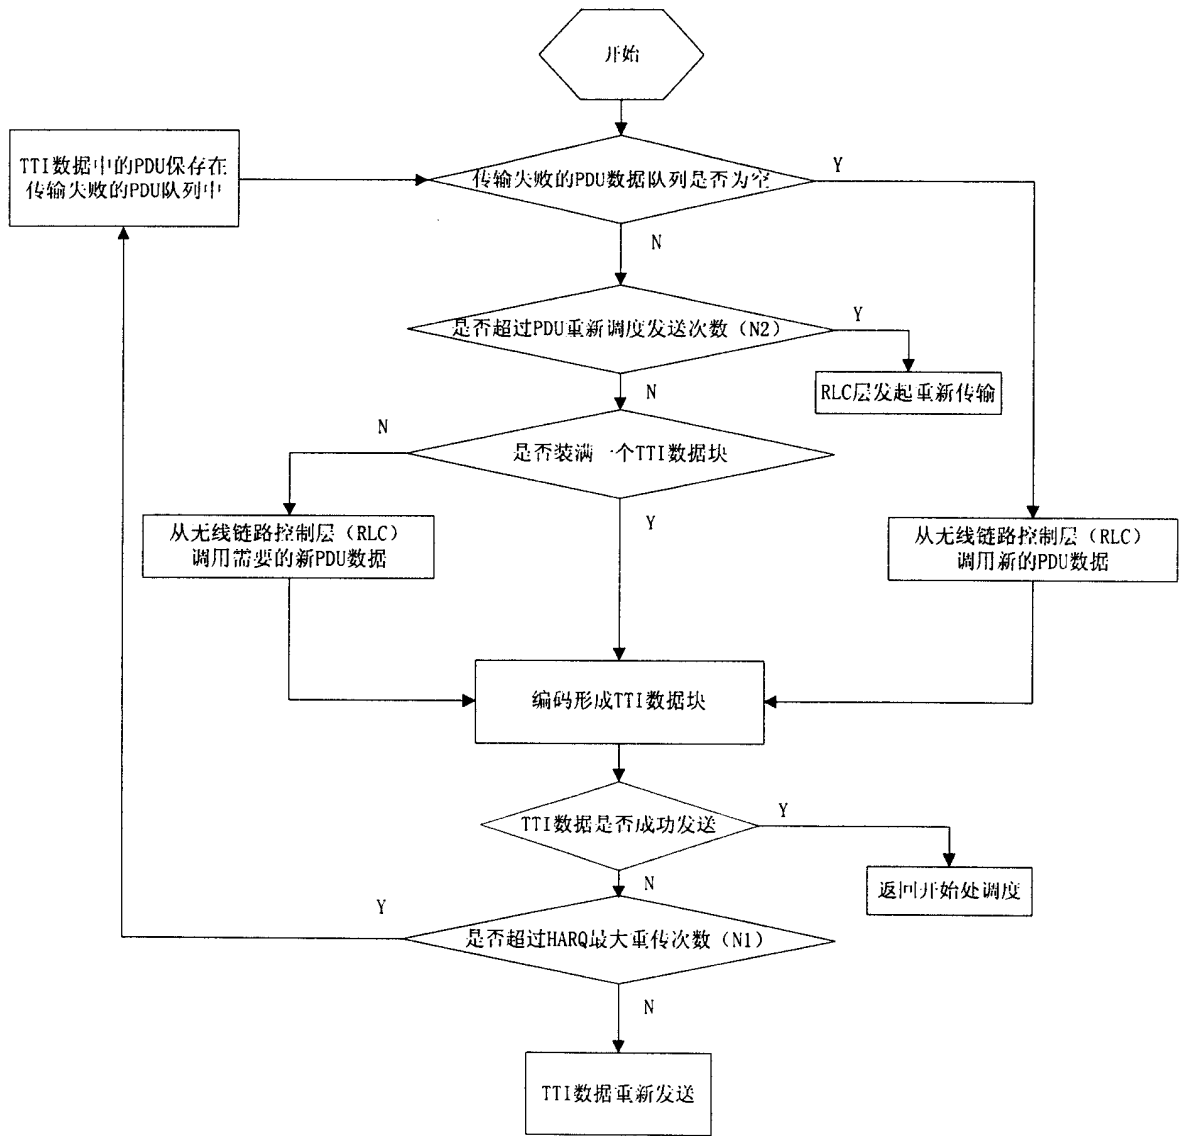 开始
TTI数据中的PDU保存在
传输失败的PDU队列中
传输失败的PDU数据队列是否为空
Y
N
是否超过PDU重新调度发送次数（N2）
Y
RLC层发起重新传输
N
N
是否装满一个TTI数据块
Y
从无线链路控制层（RLC）
调用需要的新PDU数据
从无线链路控制层（RLC）
调用新的PDU数据
编码形成TTI数据块
TTI数据是否成功发送
Y
返回开始处调度
N
Y
是否超过HARQ最大重传次数（N1）
N
TTI数据重新发送